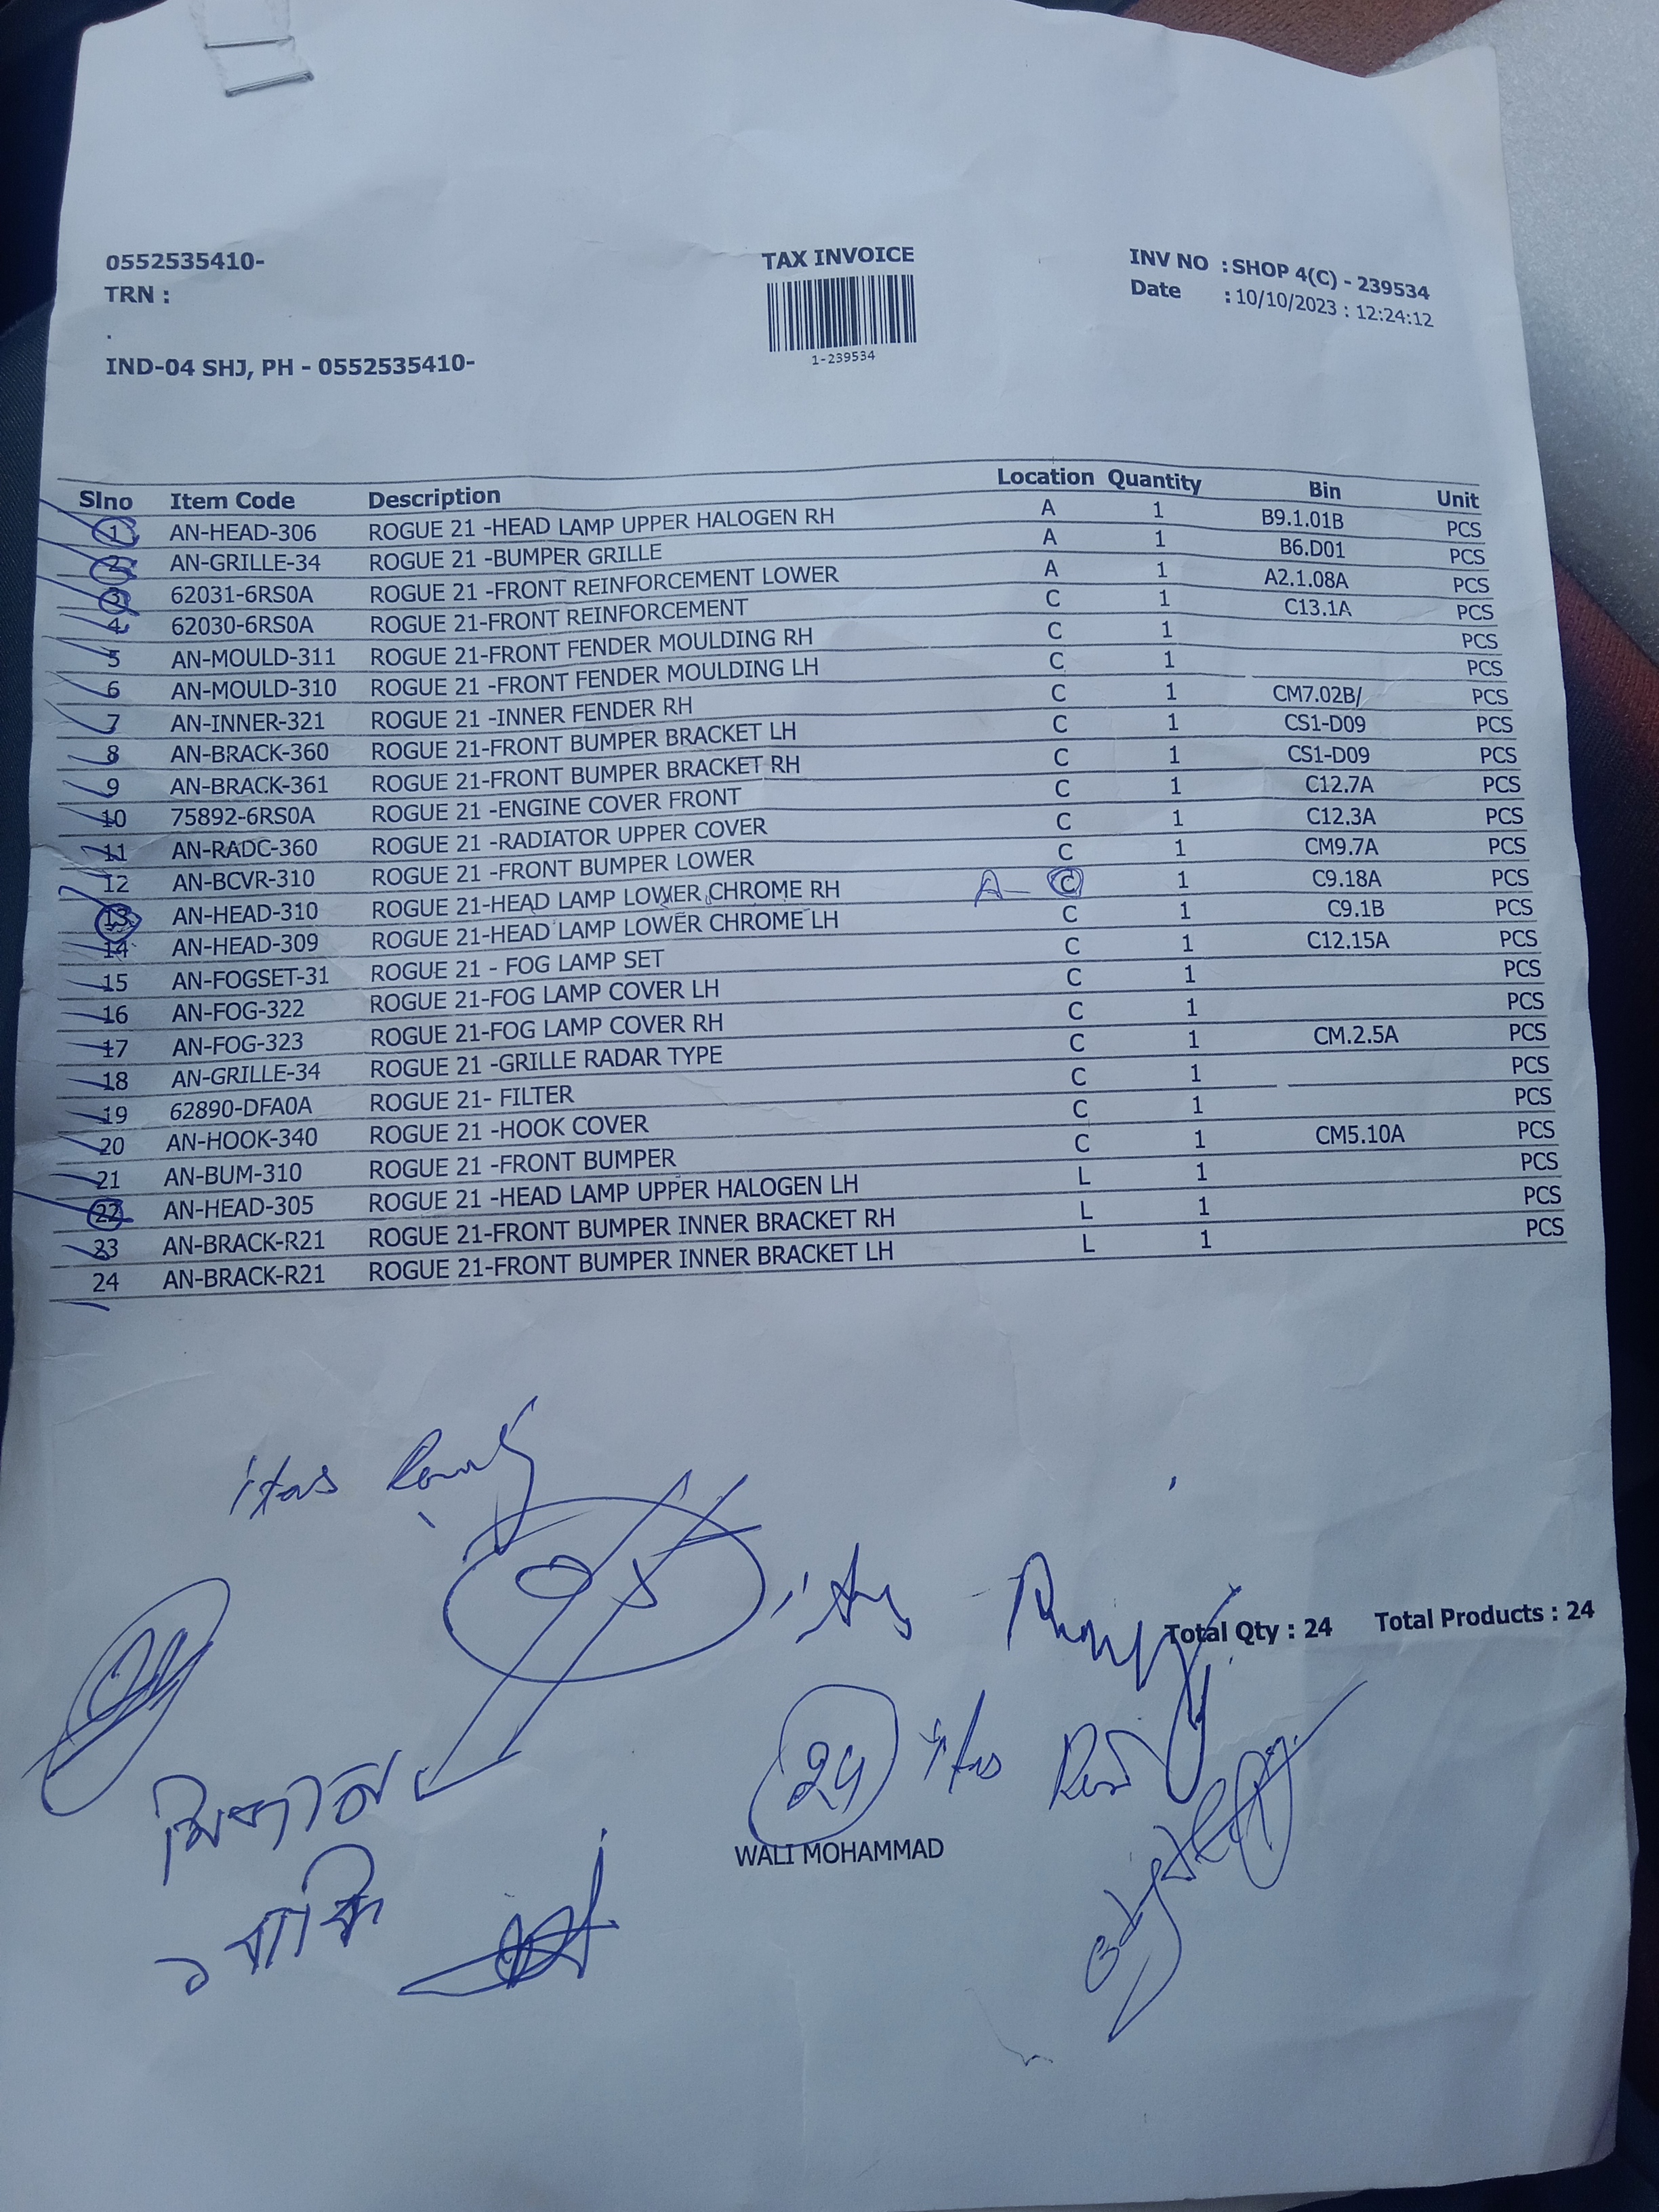 0552535410-
TRN :
.
IND-04 SHJ, PH - 0552535410-
TAX INVOICE
1-239534
INV NO : SHOP 4(C) - 239534
Date : 10/10/2023 : 12:24:12
Slno Item Code Description Location Quantity Bin Unit
1 AN-HEAD-306 ROGUE 21 -HEAD LAMP UPPER HALOGEN RH A 1 B9.1.01B PCS
2 AN-GRILLE-34 ROGUE 21 -BUMPER GRILLE A 1 B6.D01 PCS
3 62031-6RS0A ROGUE 21 -FRONT REINFORCEMENT LOWER A 1 A2.1.08A PCS
4 62030-6RS0A ROGUE 21-FRONT REINFORCEMENT C 1 C13.1A PCS
5 AN-MOULD-311 ROGUE 21-FRONT FENDER MOULDING RH C 1 PCS
6 AN-MOULD-310 ROGUE 21 -FRONT FENDER MOULDING LH C 1 PCS
7 AN-INNER-321 ROGUE 21 -INNER FENDER RH C 1 CM7.02B/ PCS
8 AN-BRACK-360 ROGUE 21-FRONT BUMPER BRACKET LH C 1 CS1-D09 PCS
9 AN-BRACK-361 ROGUE 21-FRONT BUMPER BRACKET RH C 1 CS1-D09 PCS
10 75892-6RS0A ROGUE 21 -ENGINE COVER FRONT C 1 C12.7A PCS
11 AN-RADC-360 ROGUE 21 -RADIATOR UPPER COVER C 1 C12.3A PCS
12 AN-BCVR-310 ROGUE 21 -FRONT BUMPER LOWER C 1 CM9.7A PCS
13 AN-HEAD-310 ROGUE 21-HEAD LAMP LOWER CHROME RH A- C 1 C9.18A PCS
14 AN-HEAD-309 ROGUE 21-HEAD LAMP LOWER CHROME LH C 1 C9.1B PCS
15 AN-FOGSET-31 ROGUE 21 - FOG LAMP SET C 1 C12.15A PCS
16 AN-FOG-322 ROGUE 21-FOG LAMP COVER LH C 1 PCS
17 AN-FOG-323 ROGUE 21-FOG LAMP COVER RH C 1 PCS
18 AN-GRILLE-34 ROGUE 21 -GRILLE RADAR TYPE C 1 CM.2.5A PCS
19 62890-DFA0A ROGUE 21- FILTER C 1 PCS
20 AN-HOOK-340 ROGUE 21 -HOOK COVER C 1 PCS
21 AN-BUM-310 ROGUE 21 -FRONT BUMPER C 1 CM5.10A PCS
22 AN-HEAD-305 ROGUE 21 -HEAD LAMP UPPER HALOGEN LH L 1 PCS
23 AN-BRACK-R21 ROGUE 21-FRONT BUMPER INNER BRACKET RH L 1 PCS
24 AN-BRACK-R21 ROGUE 21-FRONT BUMPER INNER BRACKET LH L 1 PCS
Total Qty : 24 Total Products : 24
24
WALI MOHAMMAD